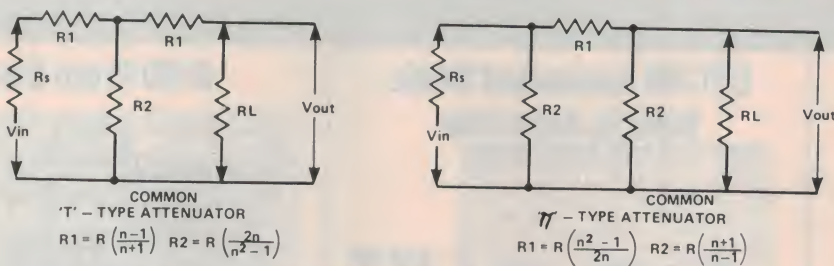 R1 R1
Rs
R2
RL
Vout
Vin
COMMON
'T' – TYPE ATTENUATOR
R1 = R (n–1/n+1) R2 = R (2n/n² – 1)
R1
Rs
R2
R2
RL
Vout
Vin
COMMON
'π' – TYPE ATTENUATOR
R1 = R (n² – 1/2n) R2 = R (n+1/n–1)